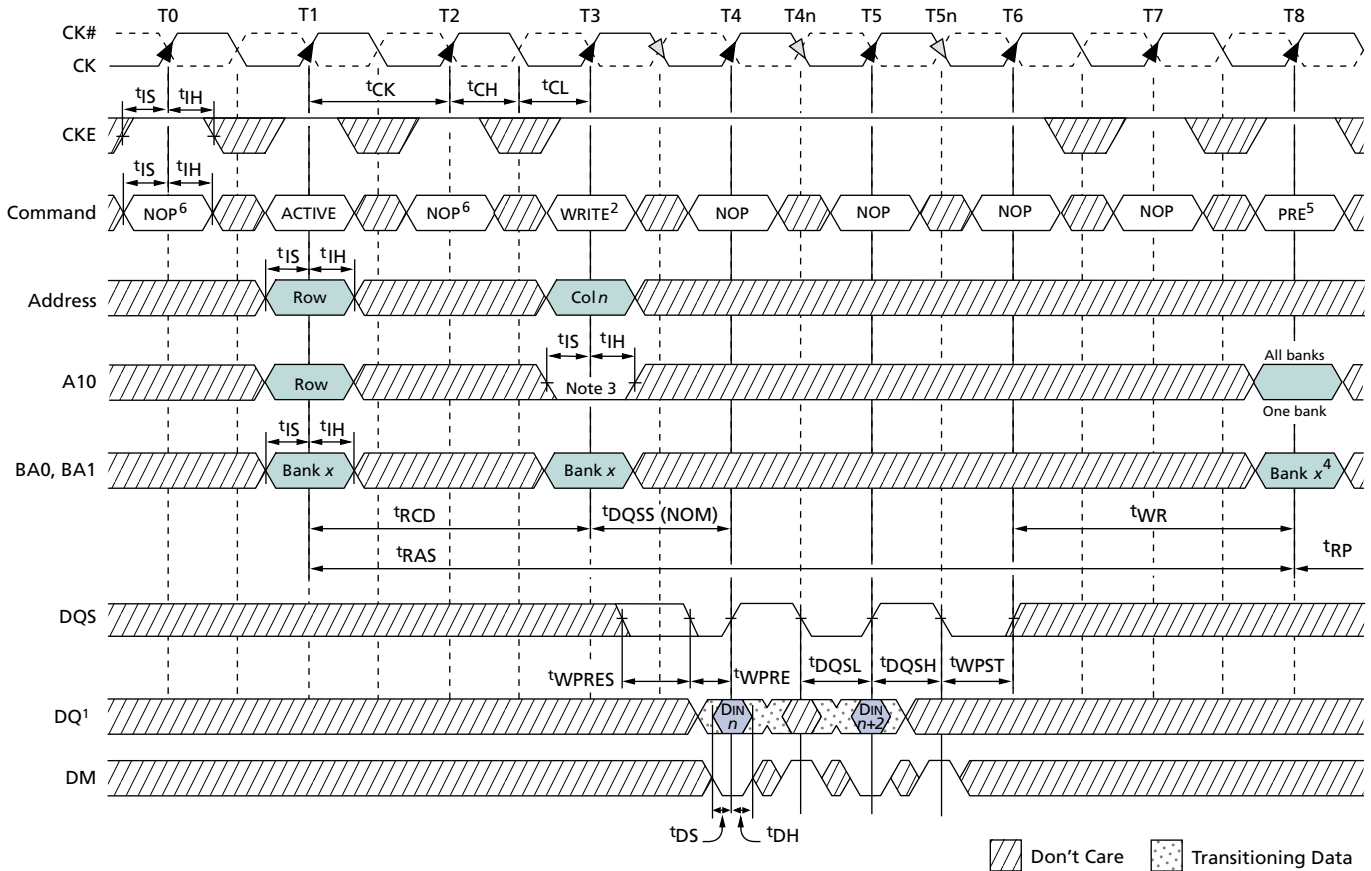 T0 T1 T2 T3 T4 T4n T5 T5n T6 T7 T8
CK#
CK
tIS tIH tCK tCH tCL
CKE
tIS tIH
Command NOP6 ACTIVE NOP6 WRITE2 NOP NOP NOP NOP PRE5
tIS tIH
Address Row Col n
tIS tIH All banks
A10 Row Note 3
One bank
tIS tIH
BA0, BA1 Bank x Bank x Bank x4
tRCD tDQSS (NOM) tWR
tRAS tRP
DQS
tWPRES tWPRE tDQSL tDQSH tWPST
DQ1 DIN n DIN n+2
DM
tDS tDH
Don't Care Transitioning Data